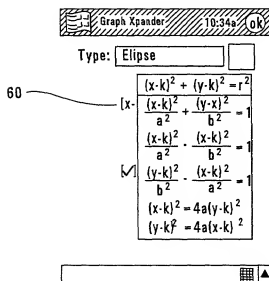 Graph Xpander 10:34a ok
Type: Elipse
(x-k)² + (y-k)² = r²
60 [x- (x-k)²/a² + (y-x)²/b² = 1
(x-k)²/a² - (x-k)²/b² = 1
[✓] (y-k)²/b² - (x-k)²/a² = 1
(x-k)² = 4a(y-k)²
(y-k)² = 4a(x-k)²